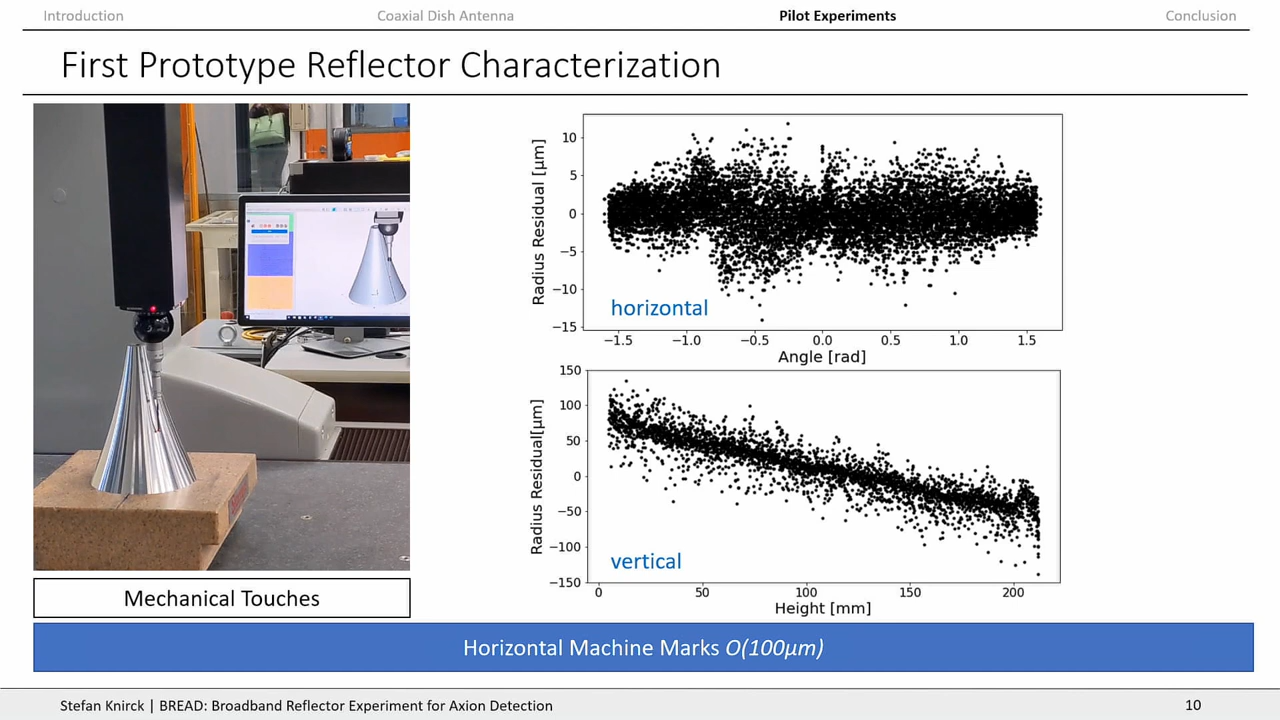 Introduction
Coaxial Dish Antenna
Pilot Experiments
Conclusion
First Prototype Reflector Characterization
Radius Residual [μm]
10
5
0
−5
−10
−15
horizontal
−1.5 −1.0 −0.5 0.0 0.5 1.0 1.5
Angle [rad]
Radius Residual[μm]
150
100
50
0
−50
−100
−150
vertical
0 50 100 150 200
Height [mm]
Mechanical Touches
Horizontal Machine Marks O(100μm)
Stefan Knirck | BREAD: Broadband Reflector Experiment for Axion Detection
10